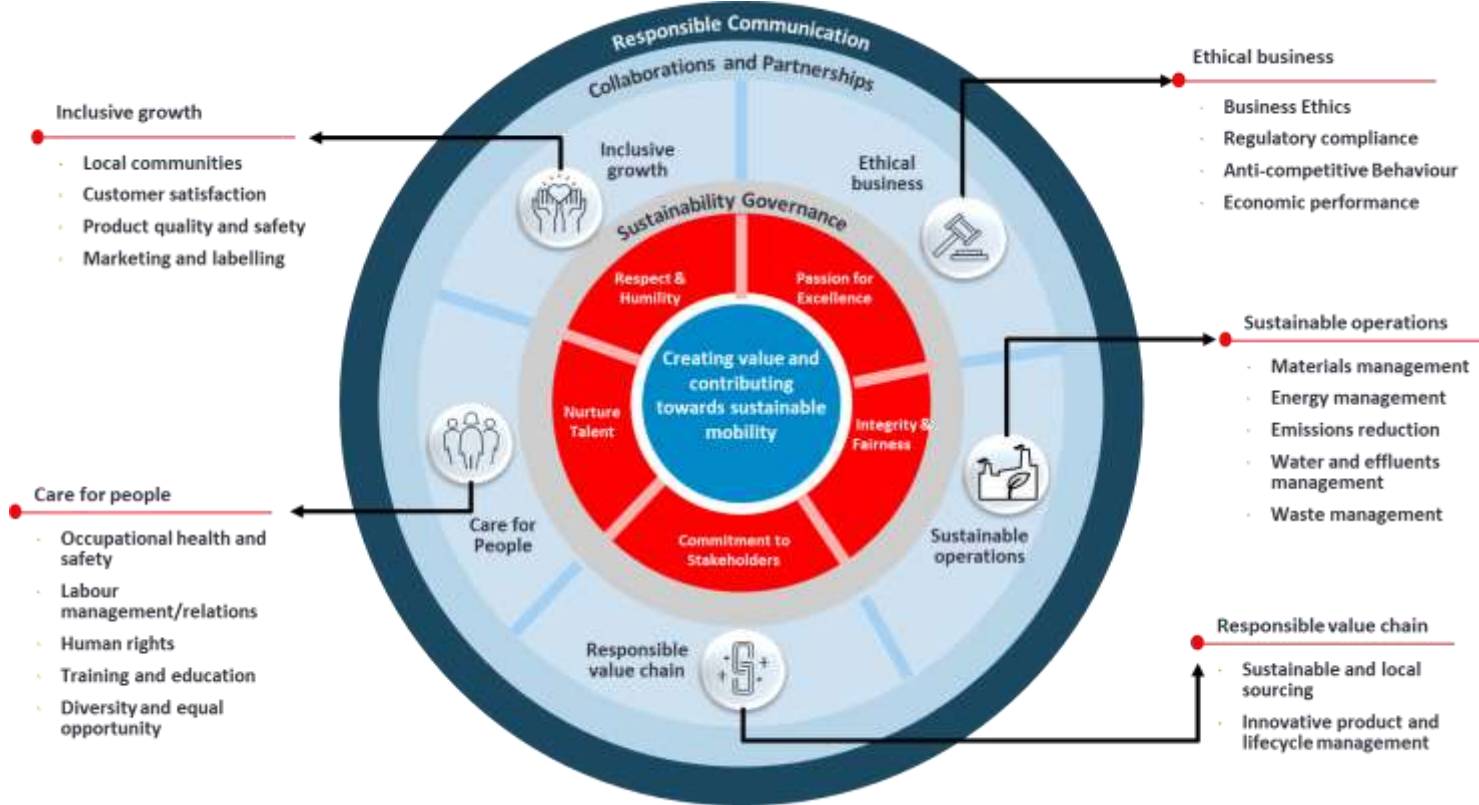 Responsible Communication
Collaborations and Partnerships
Inclusive growth
Local communities
Customer satisfaction
Product quality and safety
Marketing and labelling
Care for people
Occupational health and
safety
Labour
management/relations
Human rights
Training and education
Diversity and equal
opportunity
Inclusive
growth
Ethical
business
Sustainability Governance
Respect &
Humility
Passion for
Excellence
Creating value and
contributing
towards sustainable
mobility
Nurture
Talent
Integrity &
Fairness
Commitment to
Stakeholders
Care for
People
Sustainable
operations
Responsible
value chain
Ethical business
Business Ethics
Regulatory compliance
Anti-competitive Behaviour
Economic performance
Sustainable operations
Materials management
Energy management
Emissions reduction
Water and effluents
management
Waste management
Responsible value chain
Sustainable and local
sourcing
Innovative product and
lifecycle management